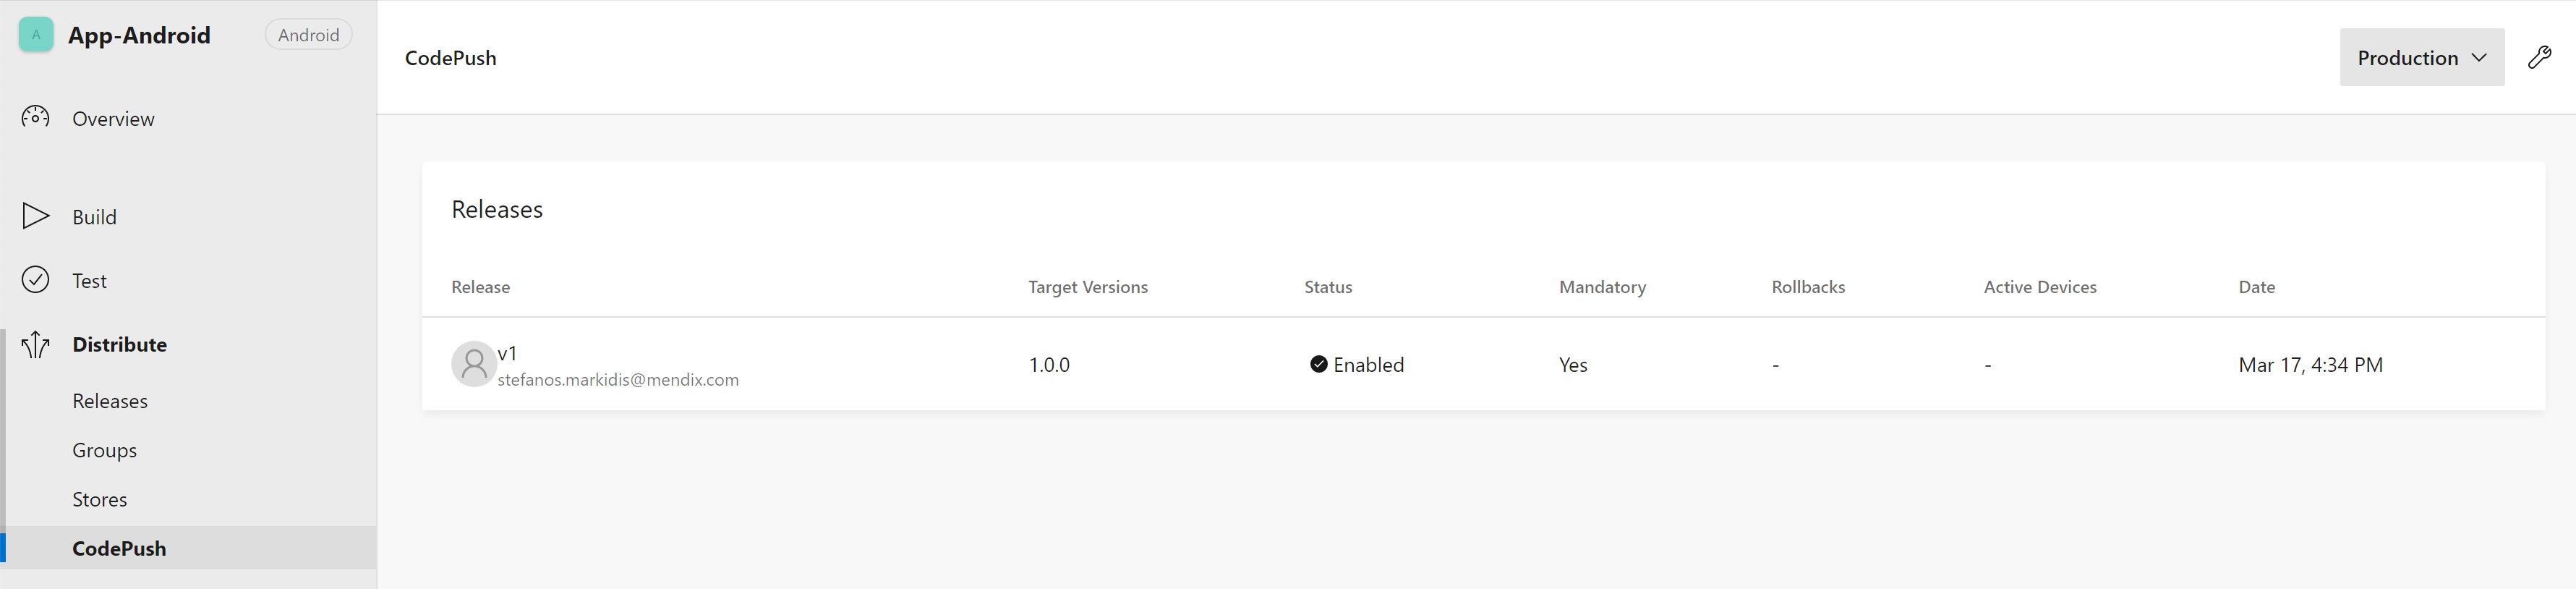 A App-Android Android
Overview
Build
Test
Distribute
Releases
Groups
Stores
CodePush
CodePush
Production
Releases
Release Target Versions Status Mandatory Rollbacks Active Devices Date
v1
stefanos.markidis@mendix.com
1.0.0 Enabled Yes - - Mar 17, 4:34 PM